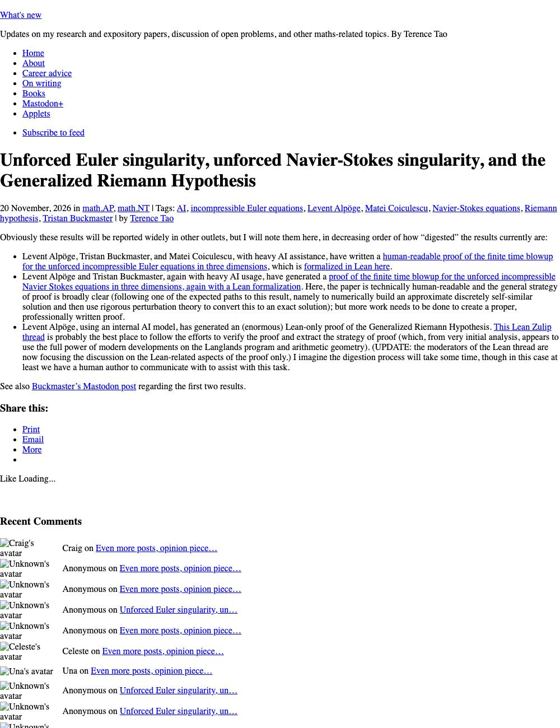 What's new
Updates on my research and expository papers, discussion of open problems, and other maths-related topics. By Terence Tao
Home
About
Career advice
On writing
Books
Mastodon+
Applets
Subscribe to feed
Unforced Euler singularity, unforced Navier-Stokes singularity, and the
Generalized Riemann Hypothesis
20 November, 2026 in math.AP, math.NT | Tags: AI, incompressible Euler equations, Levent Alpöge, Matei Coiculescu, Navier-Stokes equations, Riemann
hypothesis, Tristan Buckmaster | by Terence Tao
Obviously these results will be reported widely in other outlets, but I will note them here, in decreasing order of how “digested” the results currently are:
Levent Alpöge, Tristan Buckmaster, and Matei Coiculescu, with heavy AI assistance, have written a human-readable proof of the finite time blowup
for the unforced incompressible Euler equations in three dimensions, which is formalized in Lean here.
Levent Alpöge and Tristan Buckmaster, again with heavy AI usage, have generated a proof of the finite time blowup for the unforced incompressible
Navier Stokes equations in three dimensions, again with a Lean formalization. Here, the paper is technically human-readable and the general strategy
of proof is broadly clear (following one of the expected paths to this result, namely to numerically build an approximate discretely self-similar
solution and then use rigorous perturbation theory to convert this to an exact solution); but more work needs to be done to create a proper,
professionally written proof.
Levent Alpöge, using an internal AI model, has generated an (enormous) Lean-only proof of the Generalized Riemann Hypothesis. This Lean Zulip
thread is probably the best place to follow the efforts to verify the proof and extract the strategy of proof (which, from very initial analysis, appears to
use the full power of modern developments on the Langlands program and arithmetic geometry). (UPDATE: the moderators of the Lean thread are
now focusing the discussion on the Lean-related aspects of the proof only.) I imagine the digestion process will take some time, though in this case at
least we have a human author to communicate with to assist with this task.
See also Buckmaster’s Mastodon post regarding the first two results.
Share this:
Print
Email
More
Like Loading...
Recent Comments
Craig's
avatar
Craig on Even more posts, opinion piece…
Unknown's
avatar
Anonymous on Even more posts, opinion piece…
Unknown's
avatar
Anonymous on Even more posts, opinion piece…
Unknown's
avatar
Anonymous on Unforced Euler singularity, un…
Unknown's
avatar
Anonymous on Even more posts, opinion piece…
Celeste's
avatar
Celeste on Even more posts, opinion piece…
Una's avatar
Una on Even more posts, opinion piece…
Unknown's
avatar
Anonymous on Unforced Euler singularity, un…
Unknown's
avatar
Anonymous on Unforced Euler singularity, un…